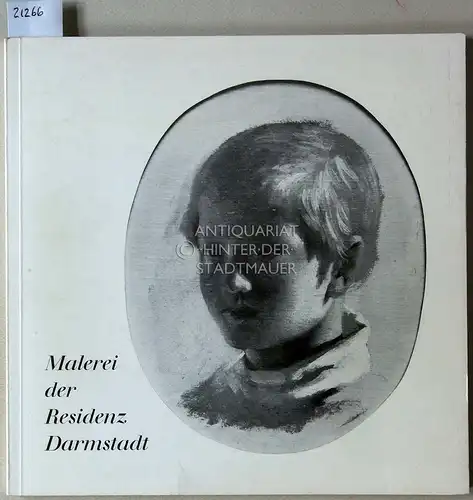 21266
ANTIQUARIAT
©HINTER·DER·
STADTMAUER
Malerei
der
Residenz
Darmstadt